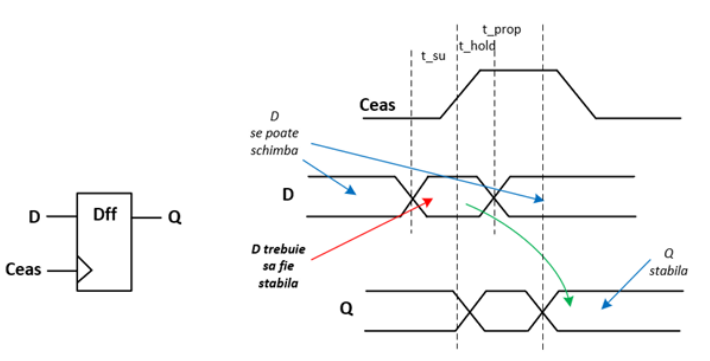 t_prop
t_hold
t_su
Ceas
D
se poate
schimba
D
D
Dff
Q
Ceas
D trebuie
sa fie
stabila
Q
stabila
Q